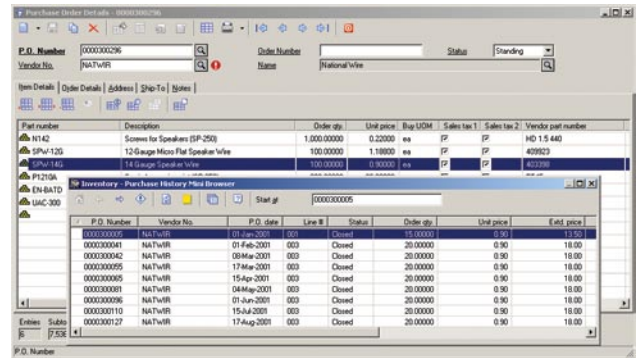 Purchase Order Details - 0000300296
P.O. Number 0000300296 Order Number Status Standing
Vendor No. NATWIR Name National Wire
Item Details Order Details Address Ship-To Notes
Part number Description Order qty. Unit price Buy UOM Sales tax 1 Sales tax 2 Vendor part number
N142 Screws for Speakers (SP-250) 1,000.00000 0.22000 ea HD 1.5 440
SPW-12G 12-Gauge Micro Flat Speaker Wire 100.00000 1.18000 ea 409923
SPW-14G 14 Gauge Speaker Wire 100.00000 0.90000 ea 403398
P1210A
EN-BATD
UAC-300
Inventory - Purchase History Mini Browser
Start at 0000300005
P.O. Number Vendor No. P.O. date Line # Status Order qty. Unit price Extd. price
0000300005 NATWIR 01-Jan-2001 001 Closed 15.00000 0.90 13.50
0000300041 NATWIR 01-Feb-2001 003 Closed 20.00000 0.90 18.00
0000300042 NATWIR 08-Mar-2001 003 Closed 20.00000 0.90 18.00
0000300055 NATWIR 17-Mar-2001 003 Closed 20.00000 0.90 18.00
0000300065 NATWIR 15-Apr-2001 003 Closed 20.00000 0.90 18.00
0000300081 NATWIR 04-May-2001 003 Closed 20.00000 0.90 18.00
0000300096 NATWIR 01-Jun-2001 003 Closed 20.00000 0.90 18.00
0000300110 NATWIR 15-Jul-2001 003 Closed 20.00000 0.90 18.00
0000300127 NATWIR 17-Aug-2001 003 Closed 20.00000 0.90 18.00
Entries Subto
6 7,536
P.O. Number